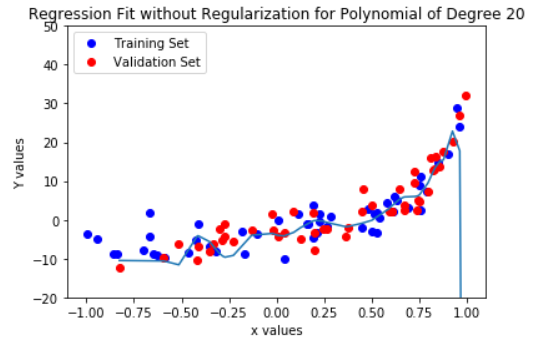 Regression Fit without Regularization for Polynomial of Degree 20
50
Training Set
Validation Set
40
30
20
10
0
−10
−20
Y values
−1.00 −0.75 −0.50 −0.25 0.00 0.25 0.50 0.75 1.00
x values